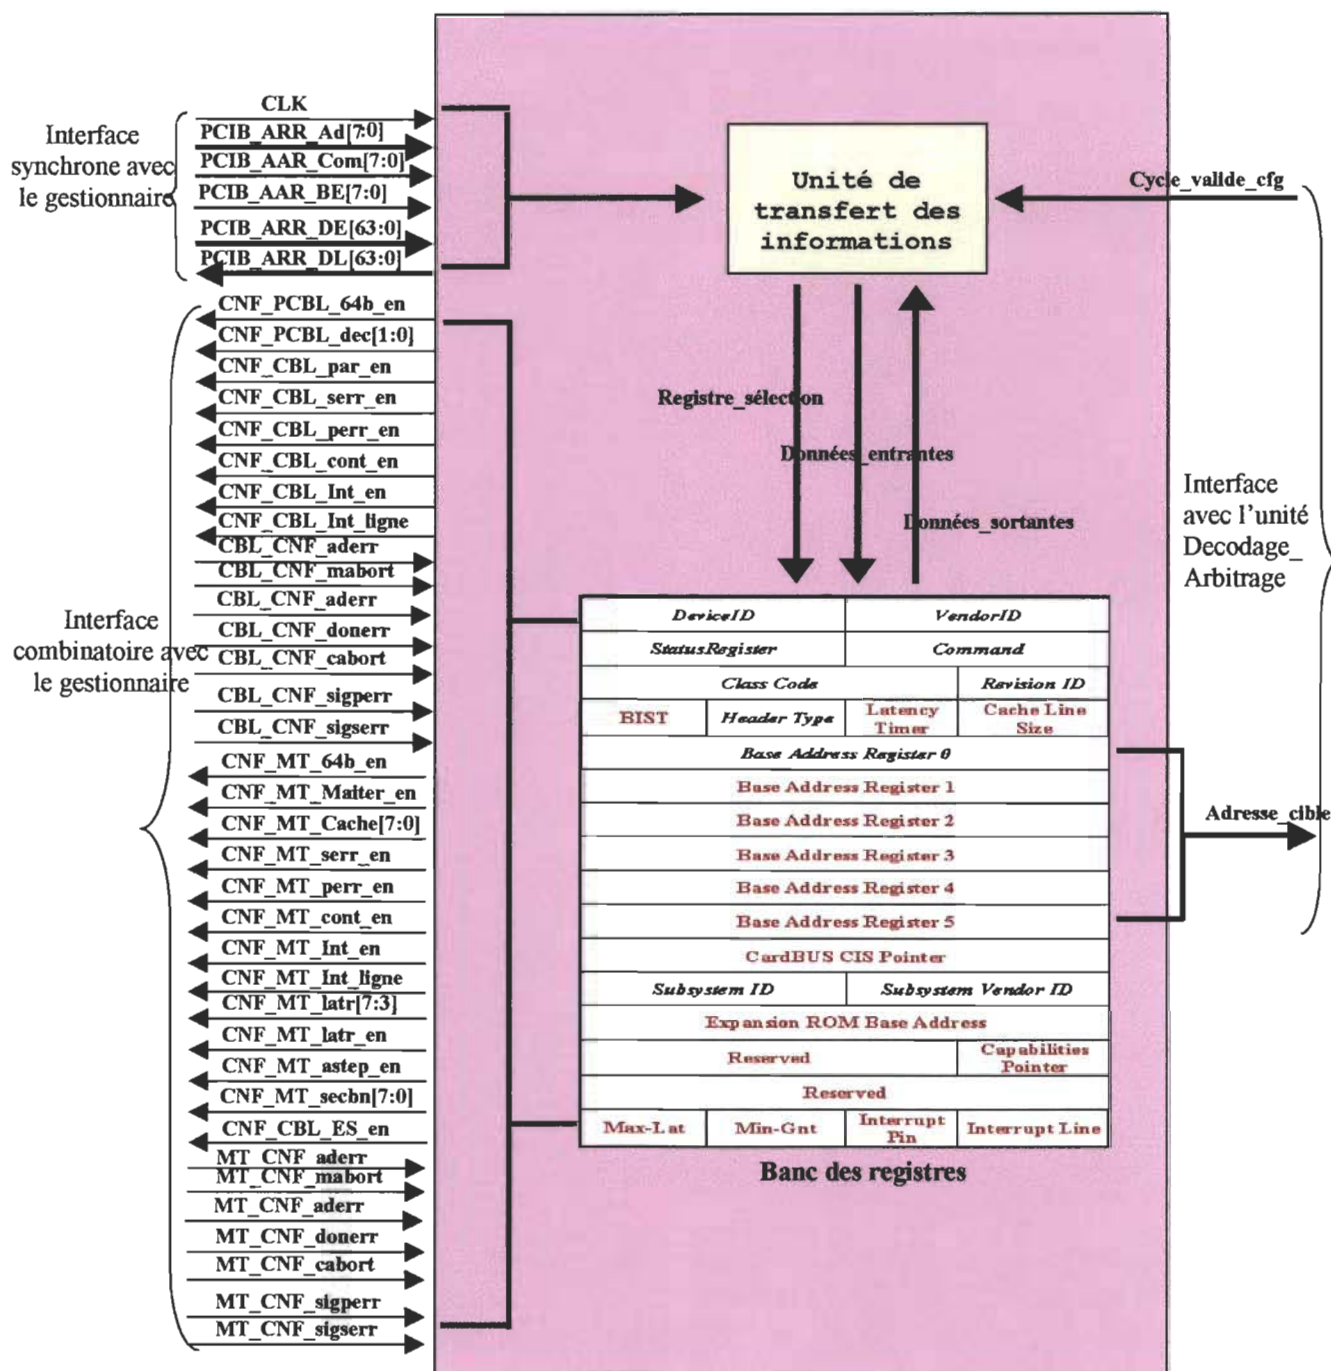 Interface
synchrone avec
le gestionnaire
CLK
PCIB_ARR_Ad[7:0]
PCIB_AAR_Com[7:0]
PCIB_AAR_BE[7:0]
PCIB_ARR_DE[63:0]
PCIB_ARR_DL[63:0]
Interface
combinatoire avec
le gestionnaire
CNF_PCBL_64b_en
CNF_PCBL_dec[1:0]
CNF_CBL_par_en
CNF_CBL_serr_en
CNF_CBL_perr_en
CNF_CBL_cont_en
CNF_CBL_Int_en
CNF_CBL_Int_ligne
CBL_CNF_aderr
CBL_CNF_mabort
CBL_CNF_aderr
CBL_CNF_donerr
CBL_CNF_cabort
CBL_CNF_sigperr
CBL_CNF_sigserr
CNF_MT_64b_en
CNF_MT_Maiter_en
CNF_MT_Cache[7:0]
CNF_MT_serr_en
CNF_MT_perr_en
CNF_MT_cont_en
CNF_MT_Int_en
CNF_MT_Int_ligne
CNF_MT_latr[7:3]
CNF_MT_latr_en
CNF_MT_astep_en
CNF_MT_secbn[7:0]
CNF_CBL_ES_en
MT_CNF_aderr
MT_CNF_mabort
MT_CNF_aderr
MT_CNF_donerr
MT_CNF_cabort
MT_CNF_sigperr
MT_CNF_sigserr
Unité de
transfert des
informations
Cycle_valide_cfg
Registre_sélection
Données_entrantes
Données_sortantes
Interface
avec l'unité
Decodage_
Arbitrage
Adresse_cible
DeviceID VendorID
StatusRegister Command
Class Code Revision ID
BIST Header Type Latency Timer Cache Line Size
Base Address Register 0
Base Address Register 1
Base Address Register 2
Base Address Register 3
Base Address Register 4
Base Address Register 5
CardBUS CIS Pointer
Subsystem ID Subsystem Vendor ID
Expansion ROM Base Address
Reserved Capabilities Pointer
Reserved
Max-Lat Min-Gnt Interrupt Pin Interrupt Line
Banc des registres